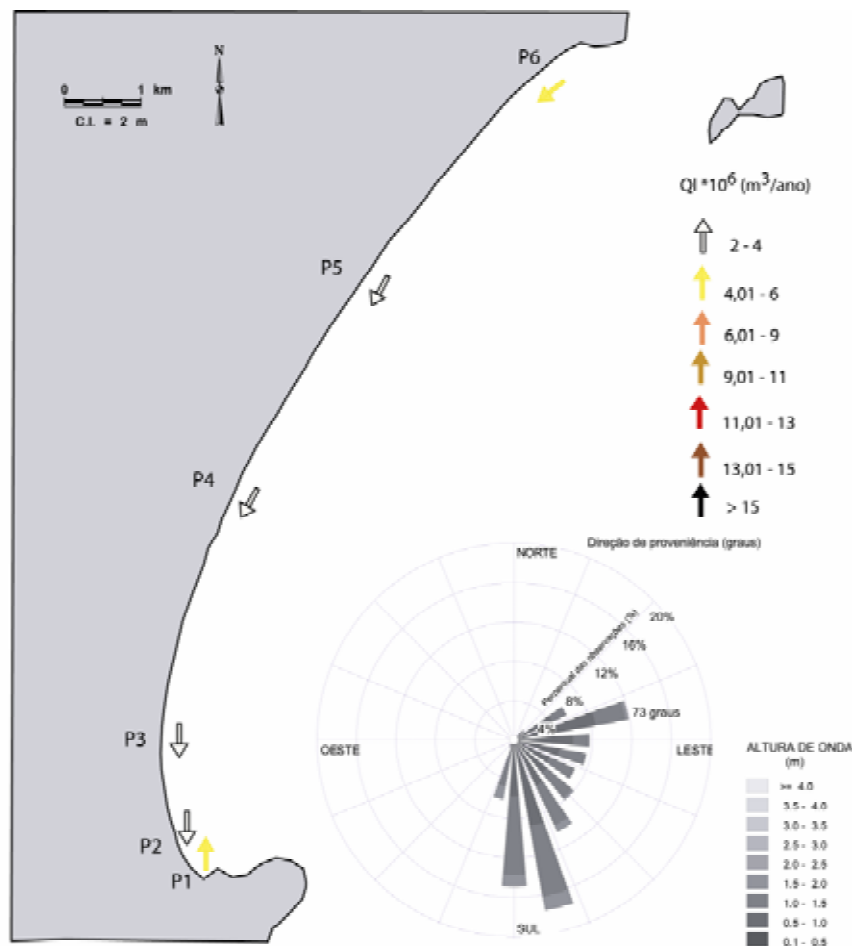 P6
N
0 1 km
C.I. = 2 m
Ql *10⁶ (m³/ano)
2 - 4
4,01 - 6
6,01 - 9
9,01 - 11
11,01 - 13
13,01 - 15
> 15
P5
P4
P3
P2
P1
Direção de proveniência (graus)
NORTE
20%
16%
12%
8%
4%
73 graus
OESTE
LESTE
SUL
ALTURA DE ONDA
(m)
>= 4.0
3.5 - 4.0
3.0 - 3.5
2.5 - 3.0
2.0 - 2.5
1.5 - 2.0
1.0 - 1.5
0.5 - 1.0
0.1 - 0.5